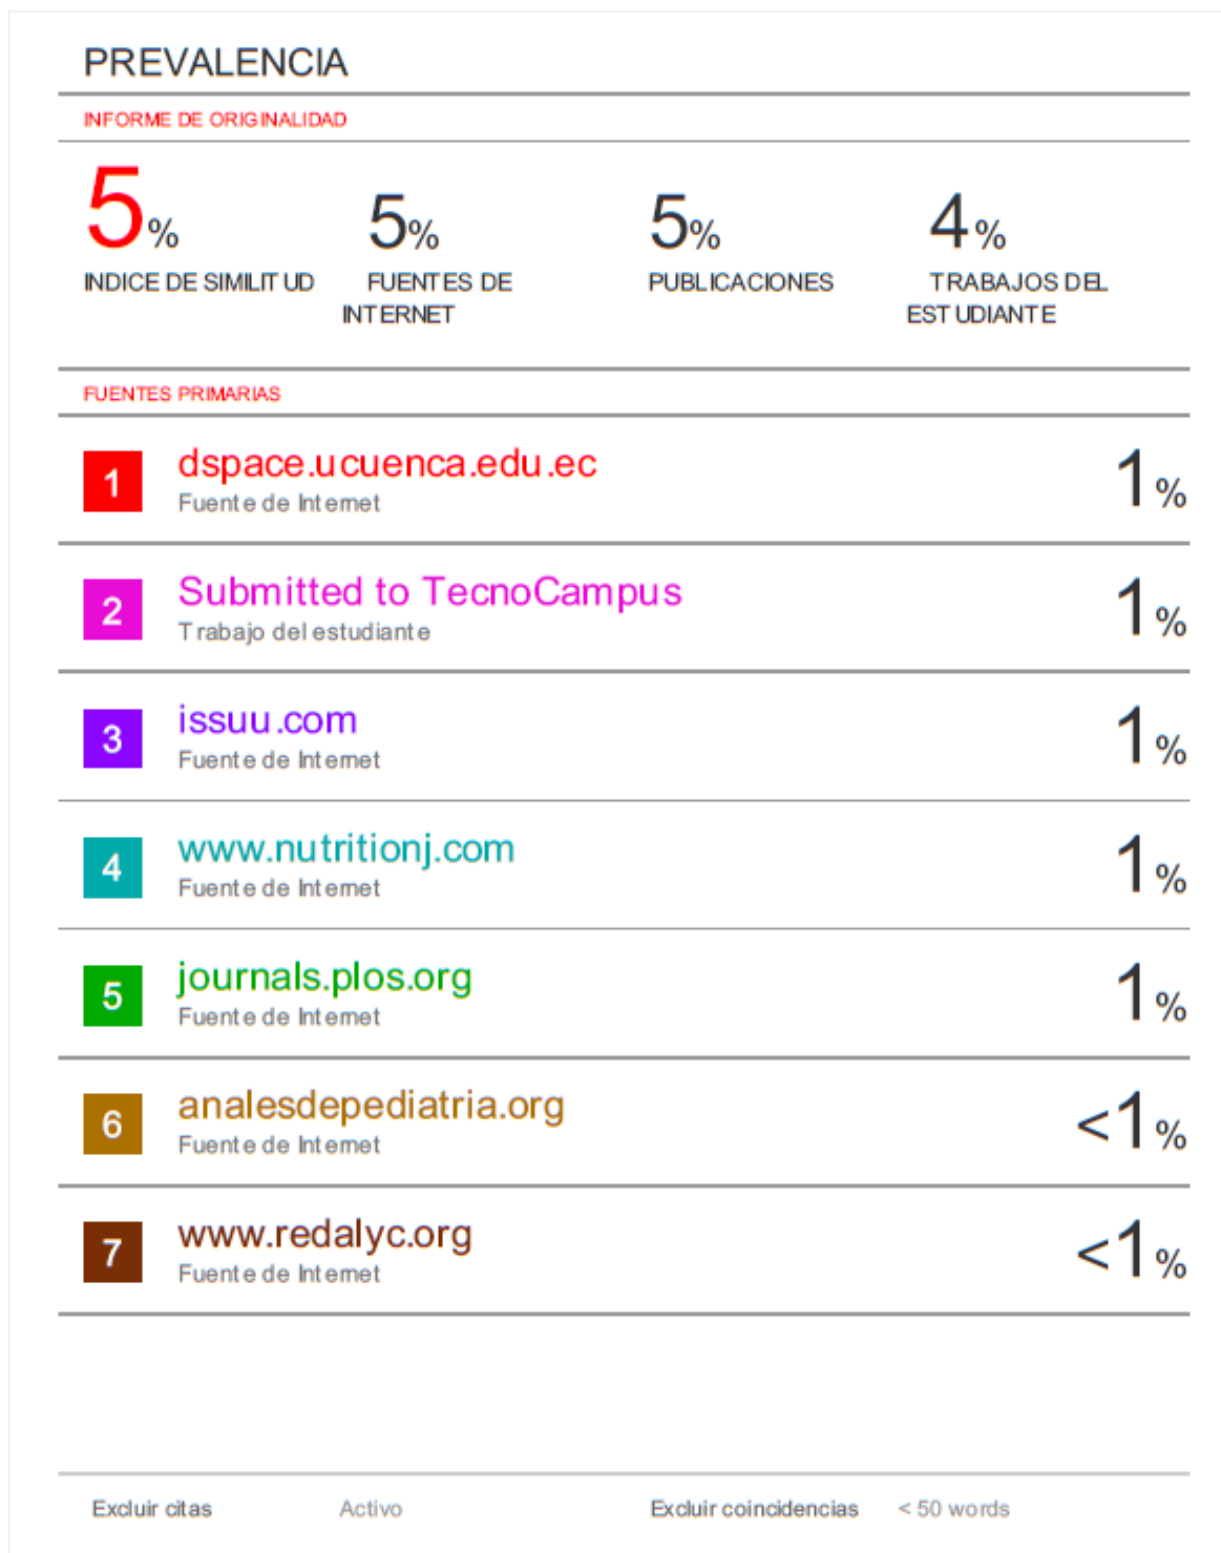 PREVALENCIA
INFORME DE ORIGINALIDAD
5% 5% 5% 4%
INDICE DE SIMILITUD FUENTES DE INTERNET PUBLICACIONES TRABAJOS DEL ESTUDIANTE
FUENTES PRIMARIAS
1 dspace.ucuenca.edu.ec 1%
Fuente de Internet
2 Submitted to TecnoCampus 1%
Trabajo del estudiante
3 issuu.com 1%
Fuente de Internet
4 www.nutritionj.com 1%
Fuente de Internet
5 journals.plos.org 1%
Fuente de Internet
6 analesdepediatria.org <1%
Fuente de Internet
7 www.redalyc.org <1%
Fuente de Internet
Excluir citas Activo Excluir coincidencias < 50 words